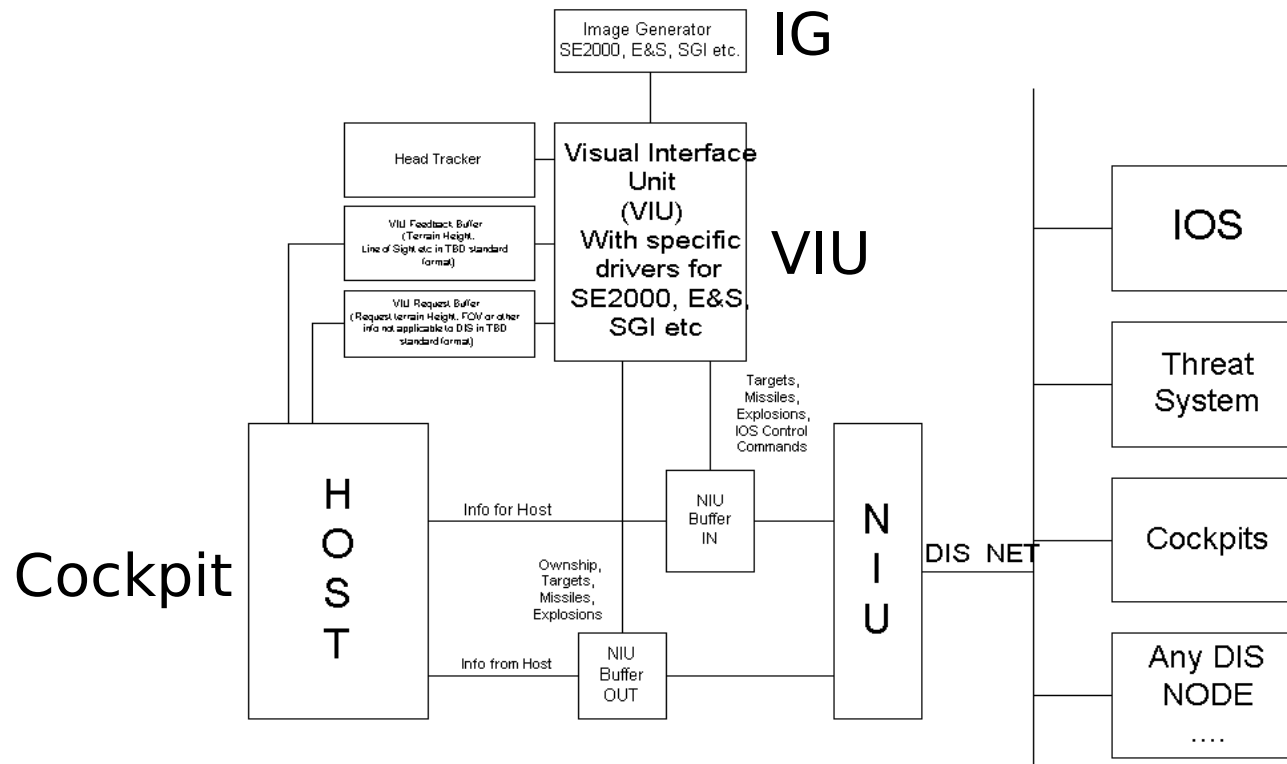 Image Generator
SE2000, E&S, SGI etc.
IG
Head Tracker
Visual Interface
Unit
(VIU)
With specific
drivers for
SE2000, E&S,
SGI etc
VIU
VIU Feedback Buffer
(Terrain Height,
Line of Sight etc in TBD standard
format)
VIU Request Buffer
(Request terrain Height, FOV or other
info not applicable to DIS in TBD
standard format)
IOS
Threat
System
Cockpits
Any DIS
NODE
....
Targets,
Missiles,
Explosions,
IOS Control
Commands
Cockpit
H
O
S
T
Info for Host
NIU
Buffer
IN
N
I
U
DIS NET
Ownship,
Targets,
Missiles,
Explosions
Info from Host
NIU
Buffer
OUT